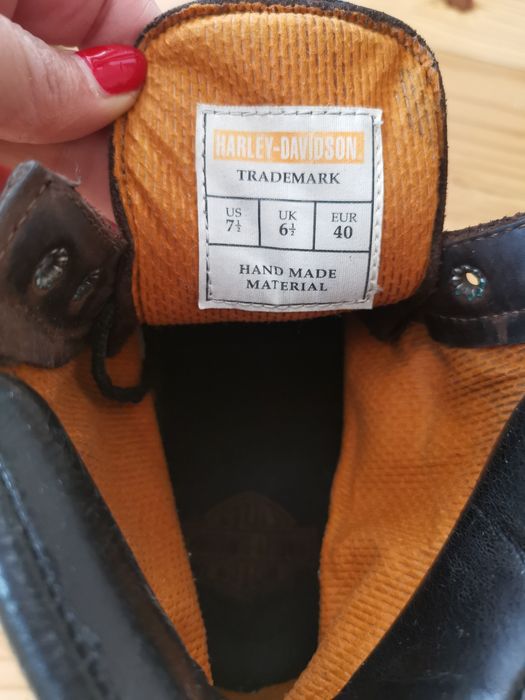 HARLEY-DAVIDSON
TRADEMARK
US UK EUR
7½ 6½ 40
HAND MADE
MATERIAL